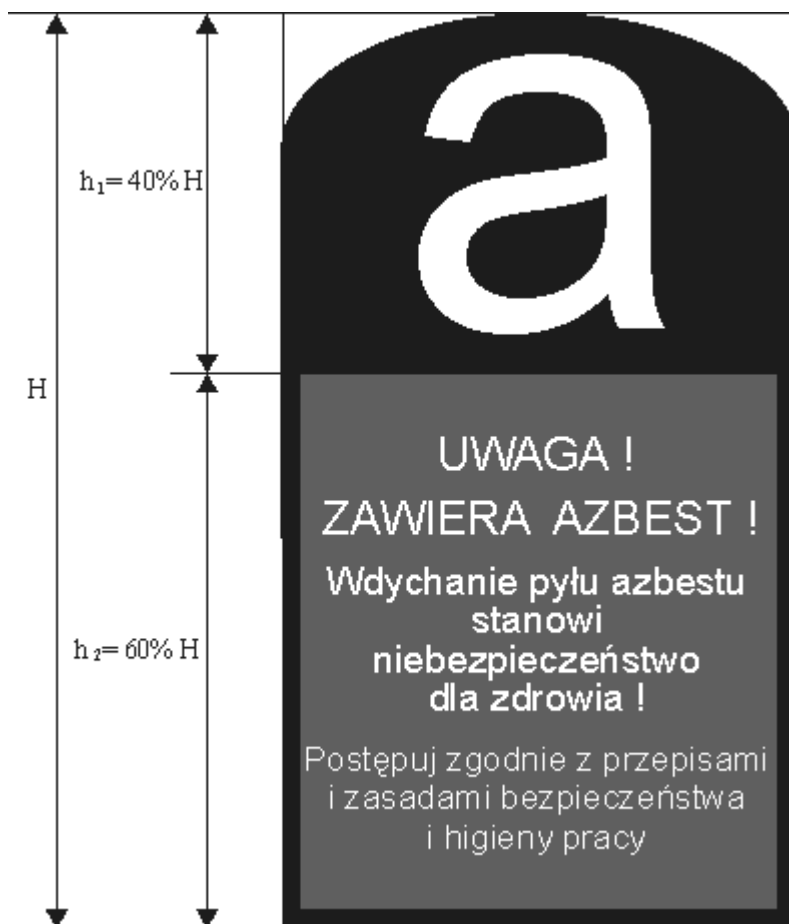 a
h₁= 40% H
H
h₂= 60% H
UWAGA !
ZAWIERA AZBEST !
Wdychanie pyłu azbestu
stanowi
niebezpieczeństwo
dla zdrowia !
Postępuj zgodnie z przepisami
i zasadami bezpieczeństwa
i higieny pracy